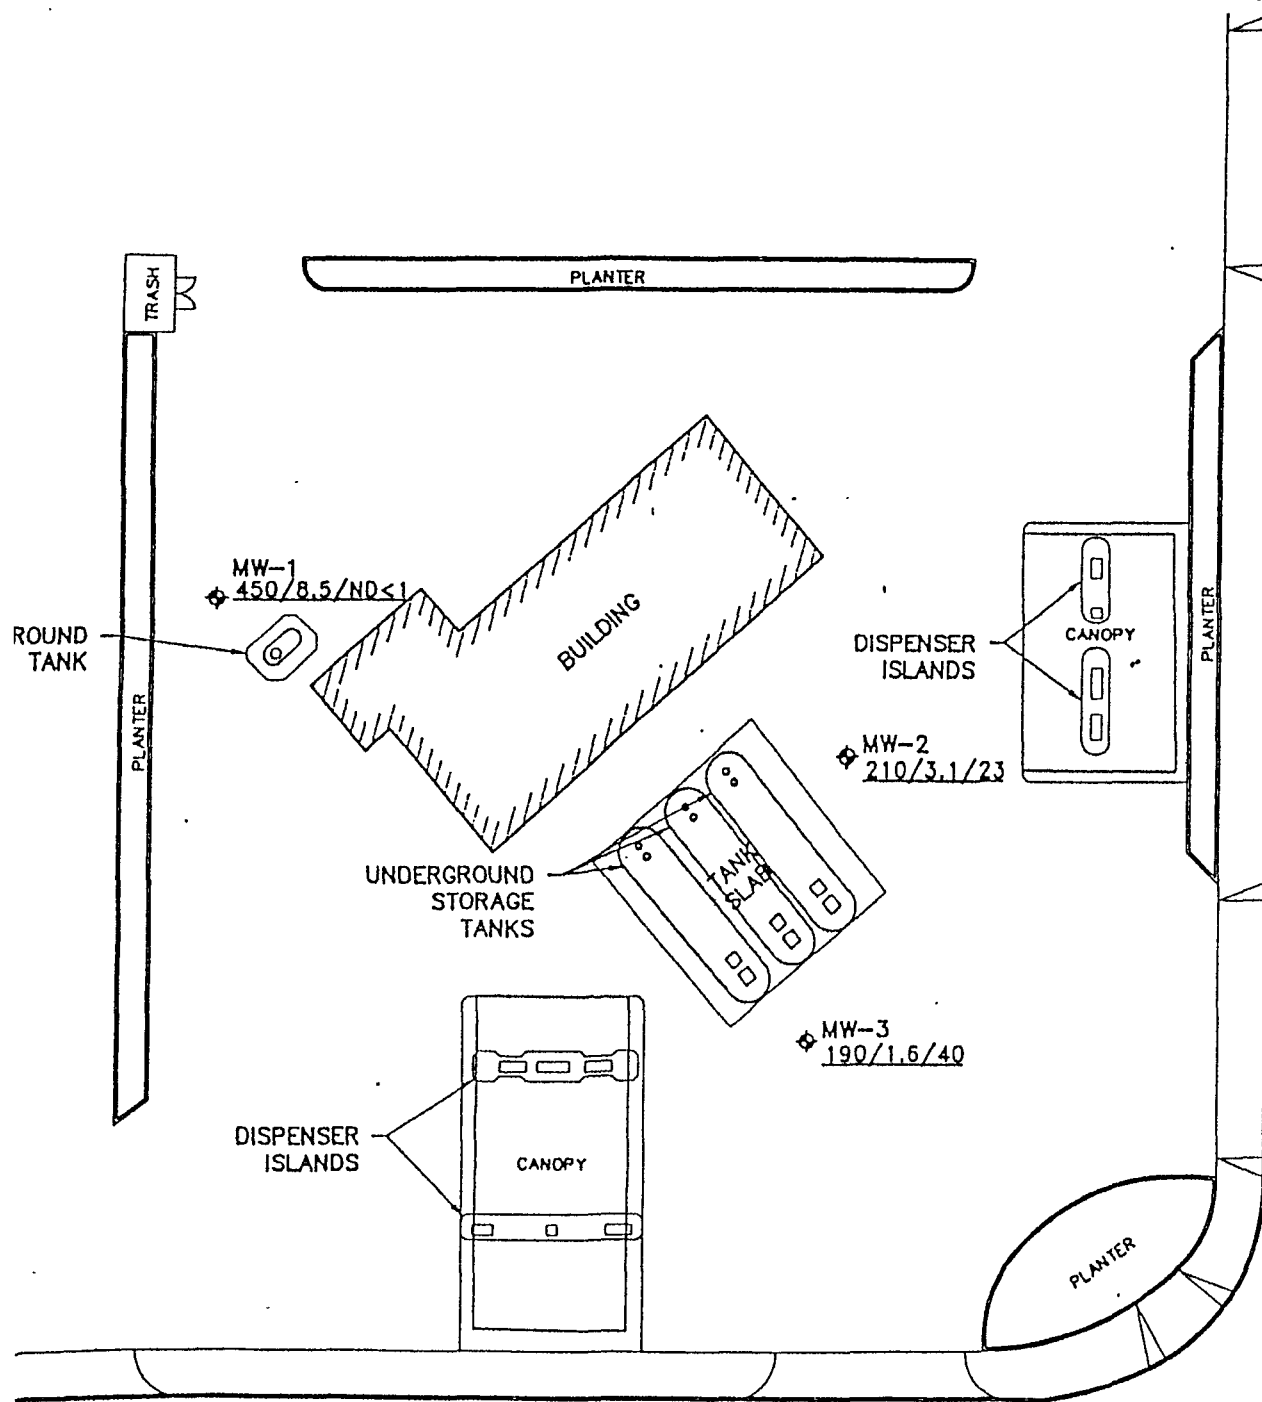 TRASH
PLANTER
MW-1
450/8.5/ND<1
ROUND
TANK
PLANTER
BUILDING
DISPENSER
ISLANDS
CANOPY
PLANTER
MW-2
210/3.1/23
UNDERGROUND
STORAGE
TANKS
TANK
SLAB
MW-3
190/1.6/40
DISPENSER
ISLANDS
CANOPY
PLANTER